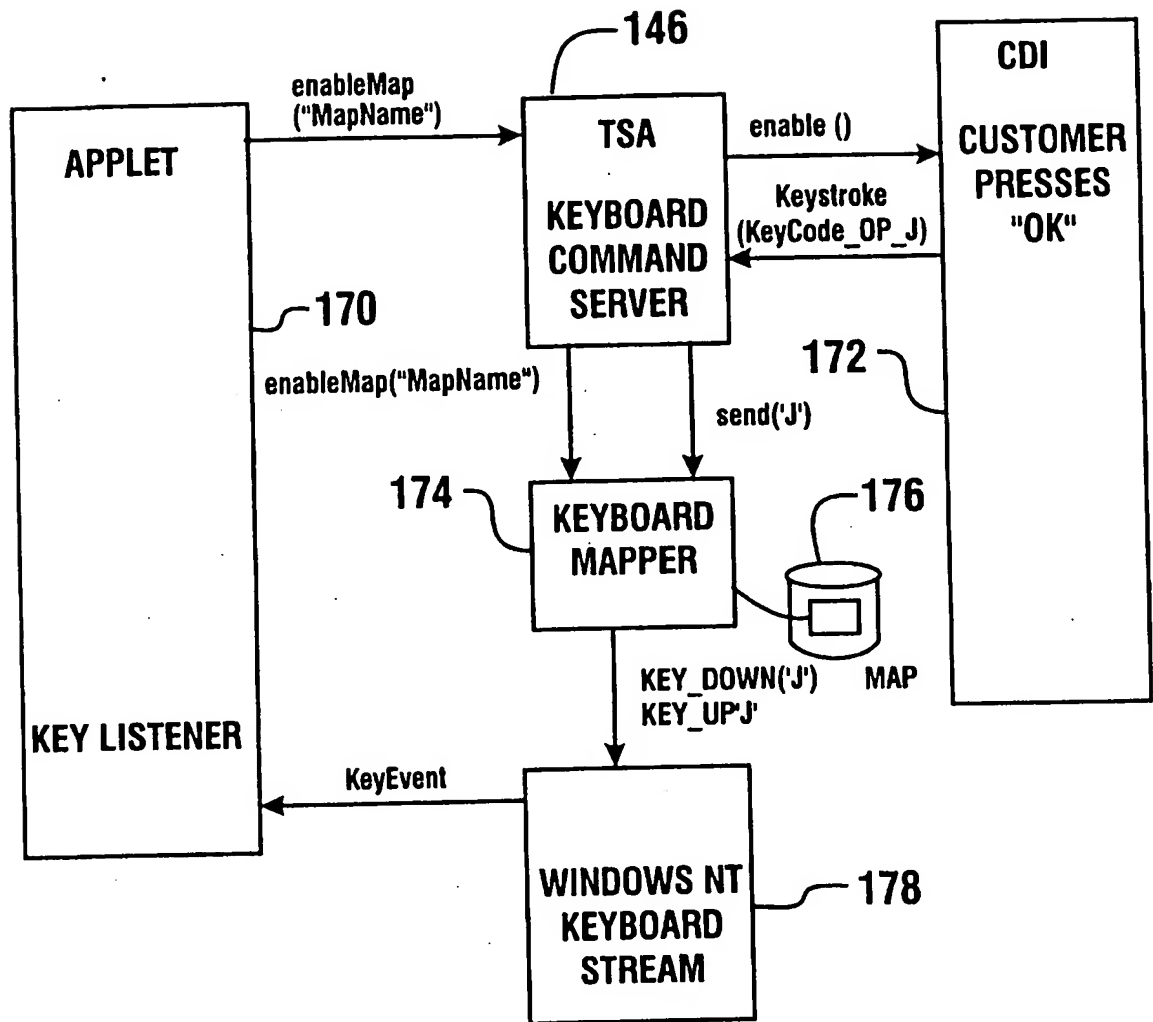 146
enableMap
("MapName")
APPLET
TSA
KEYBOARD
COMMAND
SERVER
enable ()
Keystroke
(KeyCode_OP_J)
CDI
CUSTOMER
PRESSES
"OK"
170
172
enableMap("MapName")
send('J')
174
KEYBOARD
MAPPER
176
KEY_DOWN('J')
KEY_UP'J'
MAP
KEY LISTENER
KeyEvent
WINDOWS NT
KEYBOARD
STREAM
178